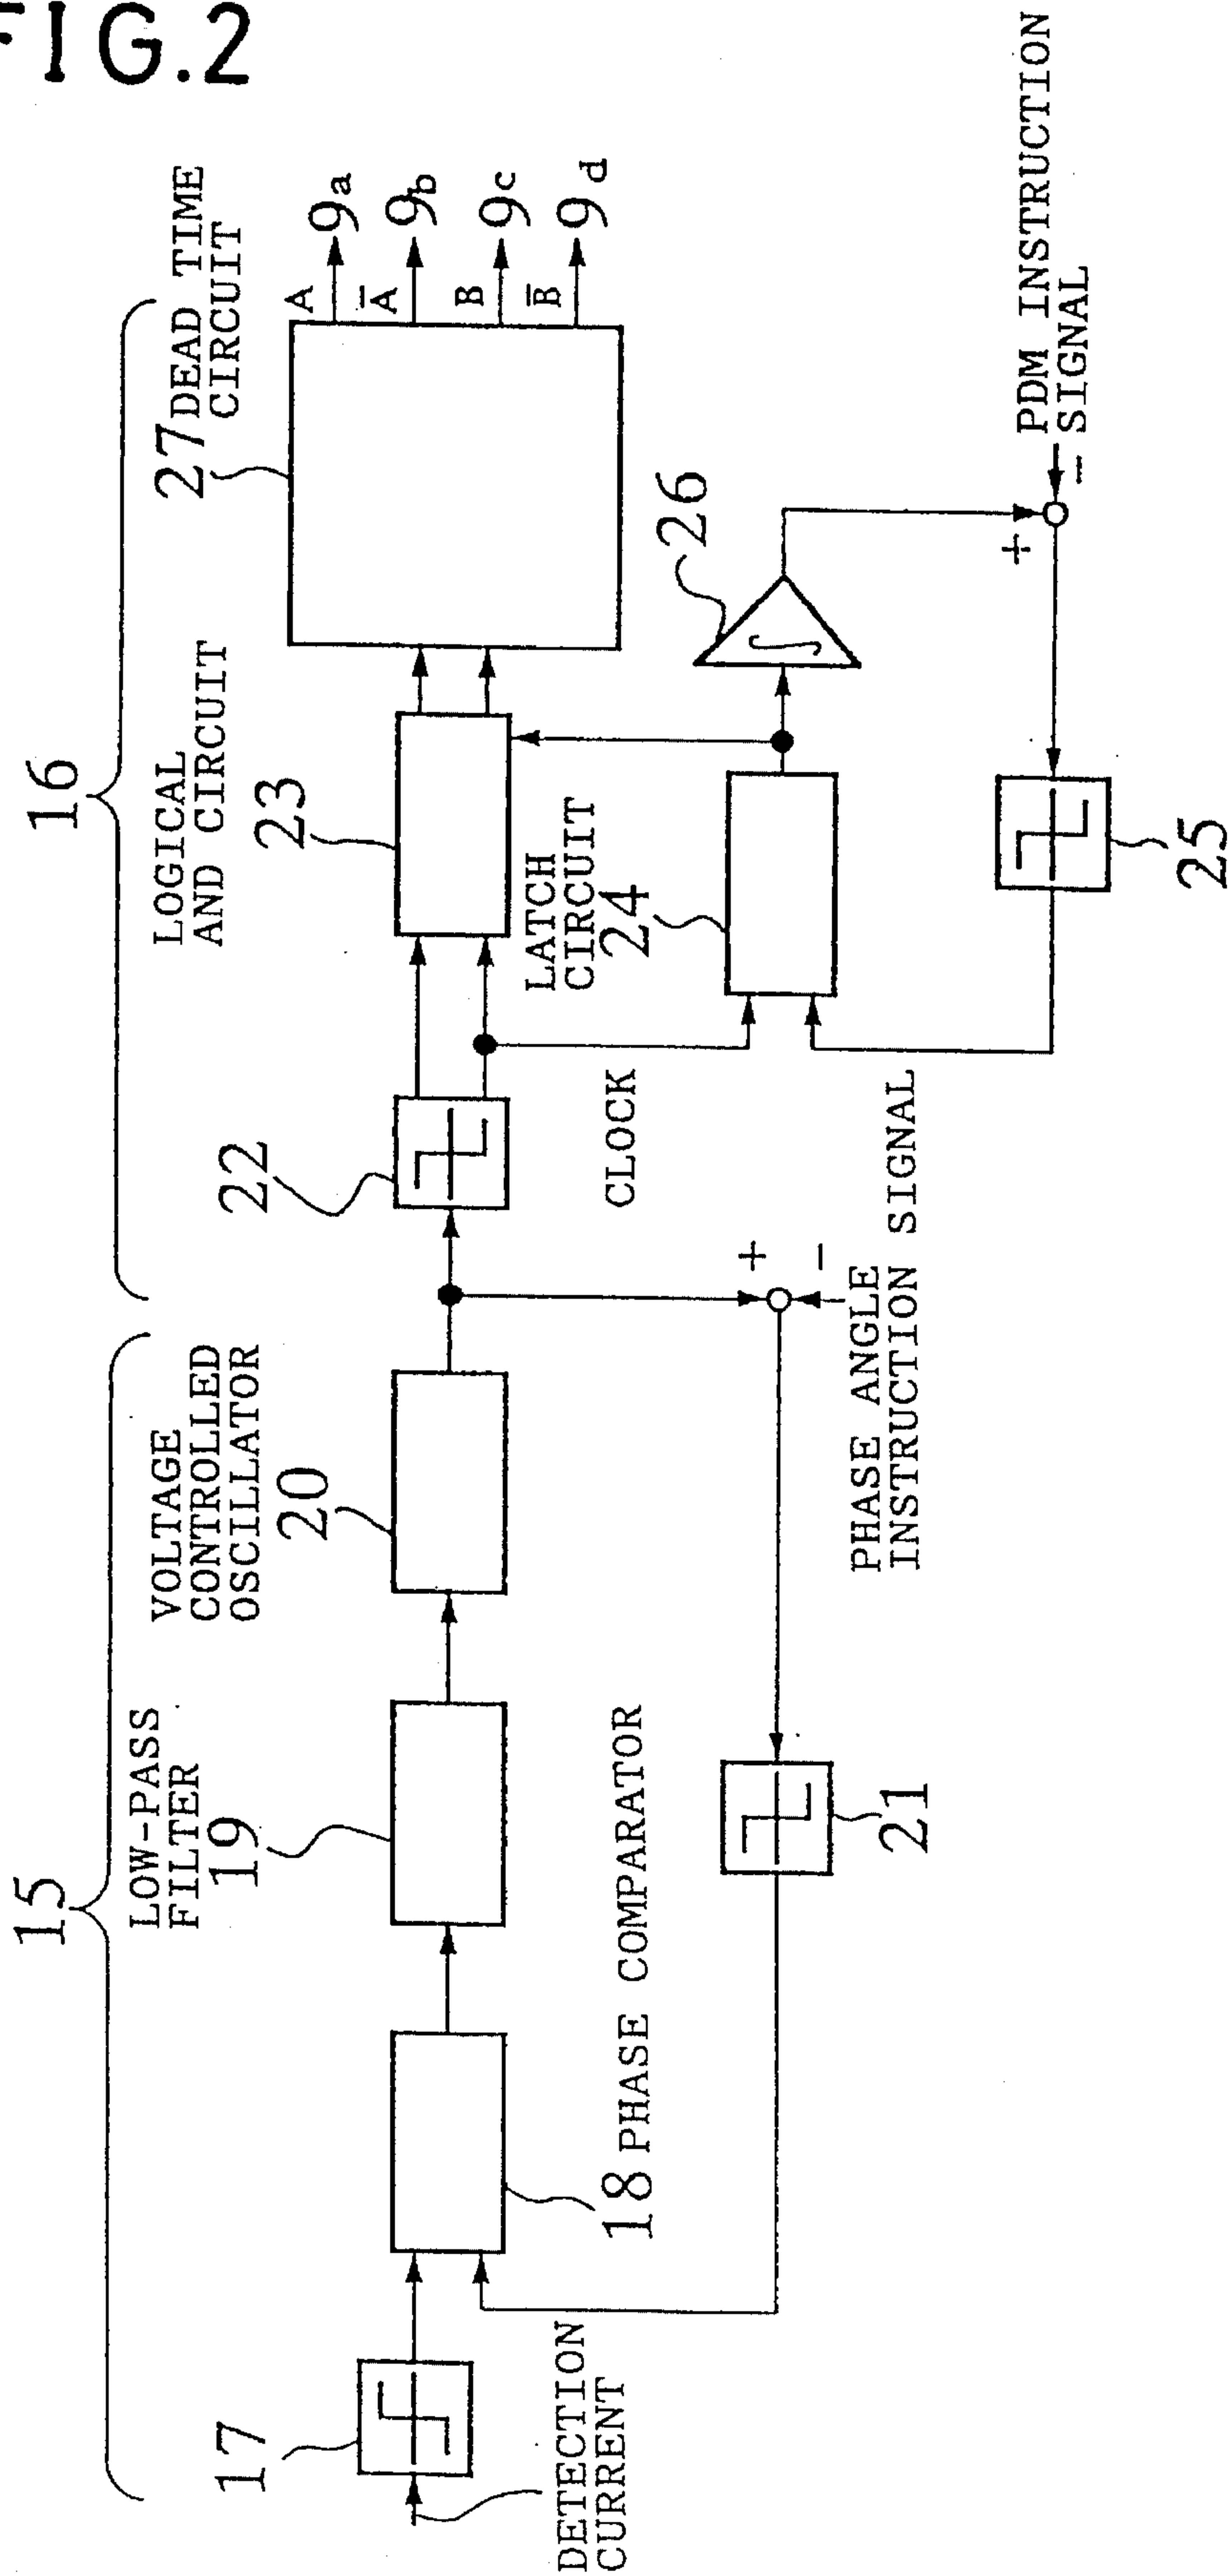 FIG.2
15
16
17
DETECTION
CURRENT
18 PHASE COMPARATOR
LOW-PASS
FILTER
19
VOLTAGE
CONTROLLED
OSCILLATOR
20
21
PHASE ANGLE
INSTRUCTION SIGNAL
+
−
22
CLOCK
LOGICAL
AND CIRCUIT
23
LATCH
CIRCUIT
24
25
26
∫
+
−
PDM INSTRUCTION
SIGNAL
27 DEAD TIME
CIRCUIT
A
9a
A̅
9b
B
9c
B̅
9d